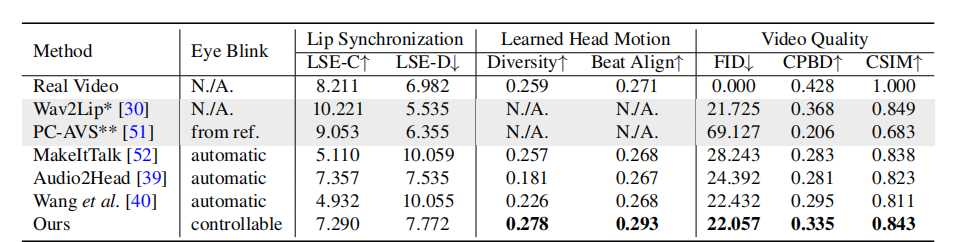 Method Eye Blink Lip Synchronization Learned Head Motion Video Quality
LSE-C↑ LSE-D↓ Diversity↑ Beat Align↑ FID↓ CPBD↑ CSIM↑
Real Video N./A. 8.211 6.982 0.259 0.271 0.000 0.428 1.000
Wav2Lip* [30] N./A. 10.221 5.535 N./A. N./A. 21.725 0.368 0.849
PC-AVS** [51] from ref. 9.053 6.355 N./A. N./A. 69.127 0.206 0.683
MakeItTalk [52] automatic 5.110 10.059 0.257 0.268 28.243 0.283 0.838
Audio2Head [39] automatic 7.357 7.535 0.181 0.267 24.392 0.281 0.823
Wang et al. [40] automatic 4.932 10.055 0.226 0.268 22.432 0.295 0.811
Ours controllable 7.290 7.772 0.278 0.293 22.057 0.335 0.843